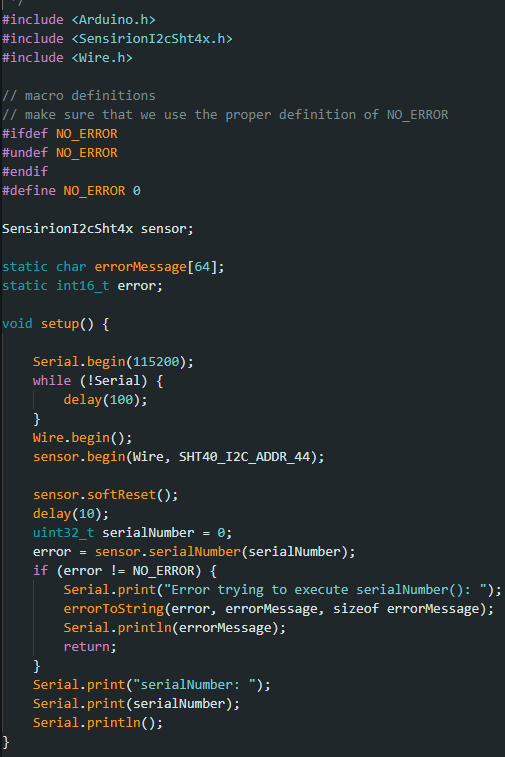 */
#include <Arduino.h>
#include <SensirionI2cSht4x.h>
#include <Wire.h>

// macro definitions
// make sure that we use the proper definition of NO_ERROR
#ifdef NO_ERROR
#undef NO_ERROR
#endif
#define NO_ERROR 0

SensirionI2cSht4x sensor;

static char errorMessage[64];
static int16_t error;

void setup() {

    Serial.begin(115200);
    while (!Serial) {
        delay(100);
    }
    Wire.begin();
    sensor.begin(Wire, SHT40_I2C_ADDR_44);

    sensor.softReset();
    delay(10);
    uint32_t serialNumber = 0;
    error = sensor.serialNumber(serialNumber);
    if (error != NO_ERROR) {
        Serial.print("Error trying to execute serialNumber(): ");
        errorToString(error, errorMessage, sizeof errorMessage);
        Serial.println(errorMessage);
        return;
    }
    Serial.print("serialNumber: ");
    Serial.print(serialNumber);
    Serial.println();
}